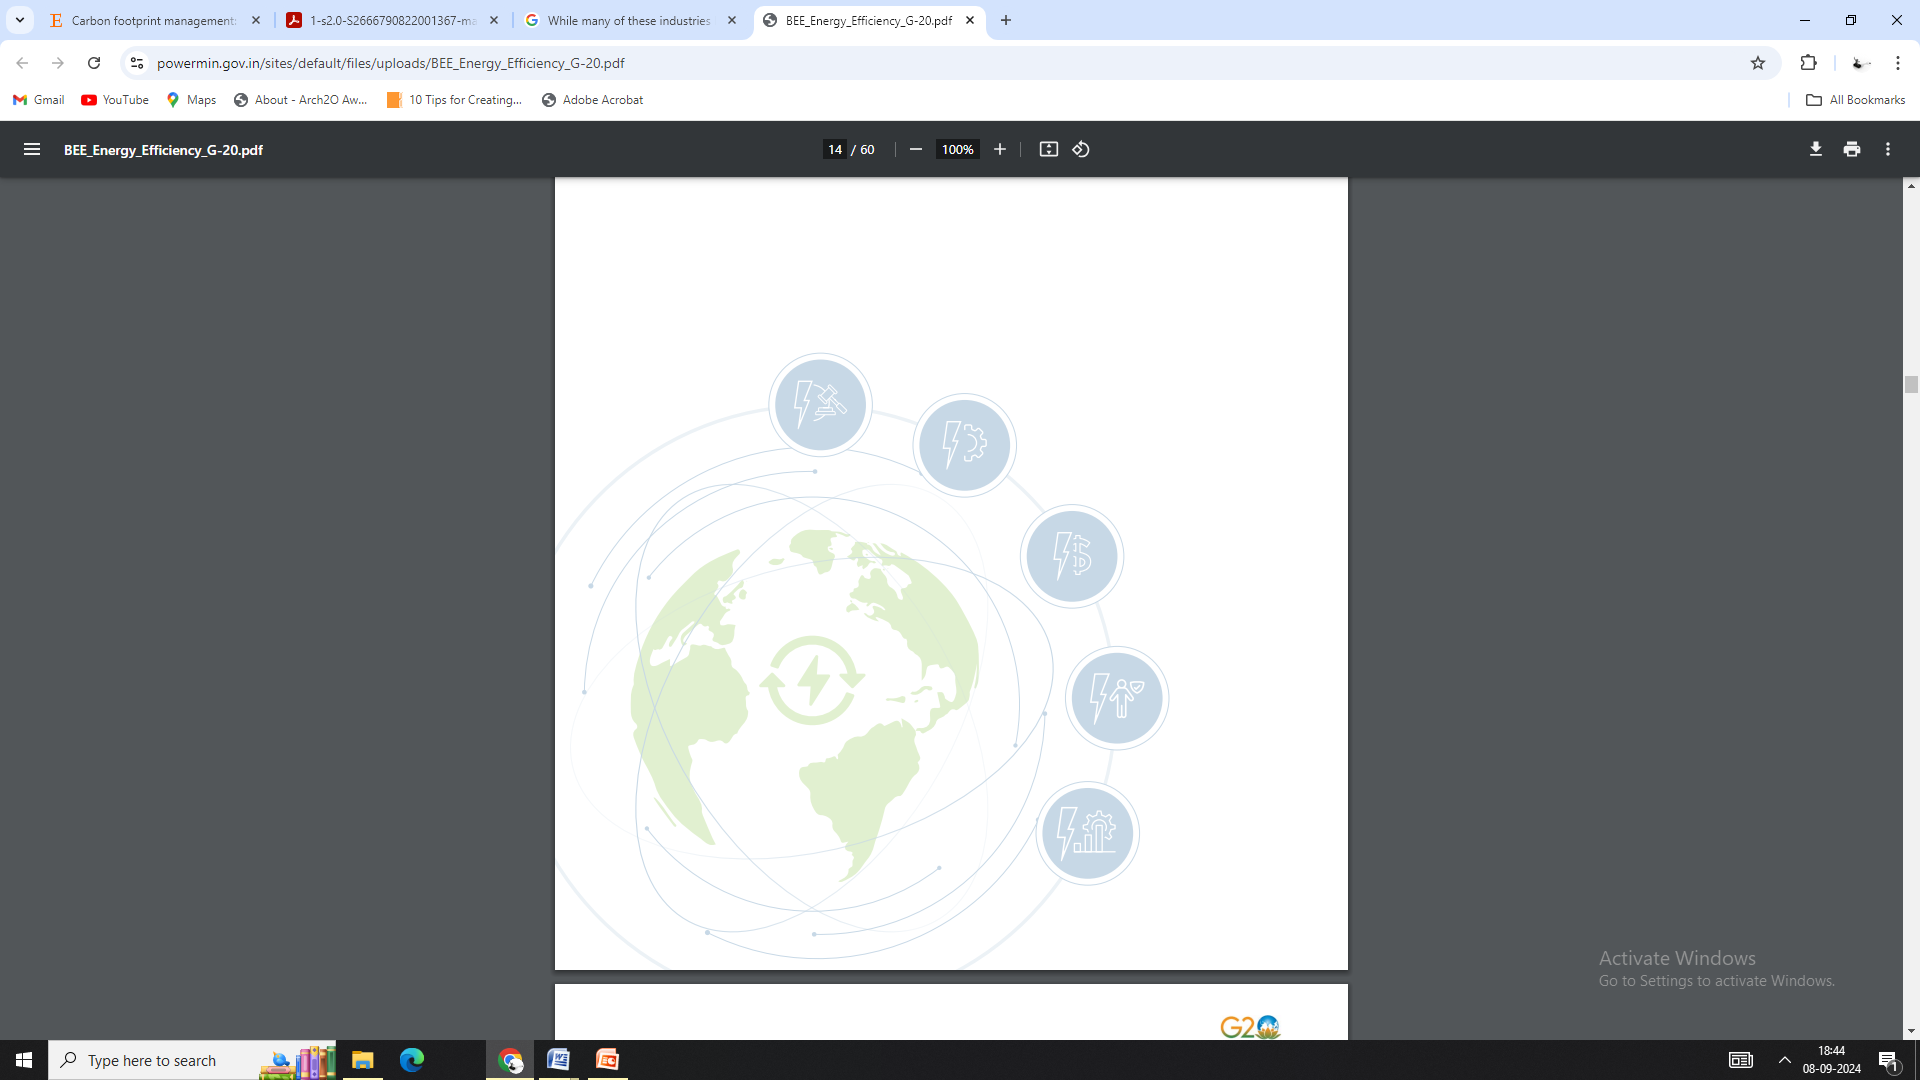 Carbon footprint management:
1-s2.0-S2666790822001367-ma
While many of these industries
BEE_Energy_Efficiency_G-20.pdf
powermin.gov.in/sites/default/files/uploads/BEE_Energy_Efficiency_G-20.pdf
Gmail
YouTube
Maps
About - Arch2O Aw...
10 Tips for Creating...
Adobe Acrobat
All Bookmarks
BEE_Energy_Efficiency_G-20.pdf
14 / 60
100%
Activate Windows
Go to Settings to activate Windows.
G20
Type here to search
18:44
08-09-2024
1